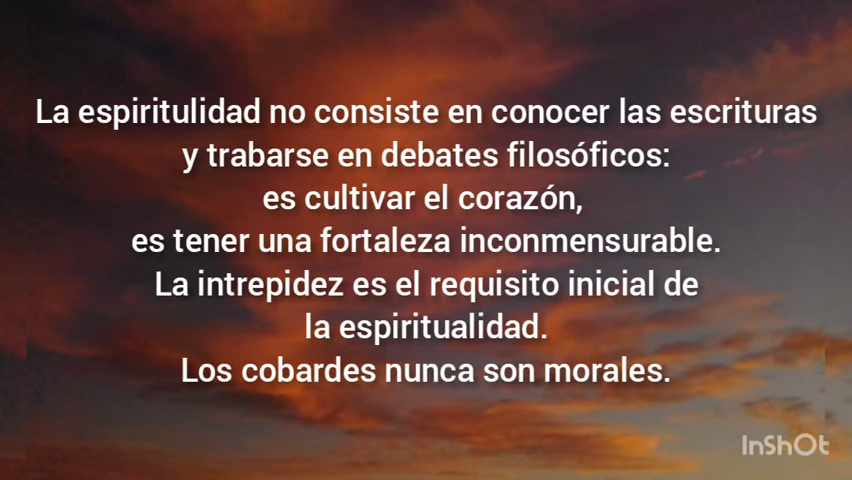 La espiritulidad no consiste en conocer las escrituras
y trabarse en debates filosóficos:
es cultivar el corazón,
es tener una fortaleza inconmensurable.
La intrepidez es el requisito inicial de
la espiritualidad.
Los cobardes nunca son morales.
InShOt